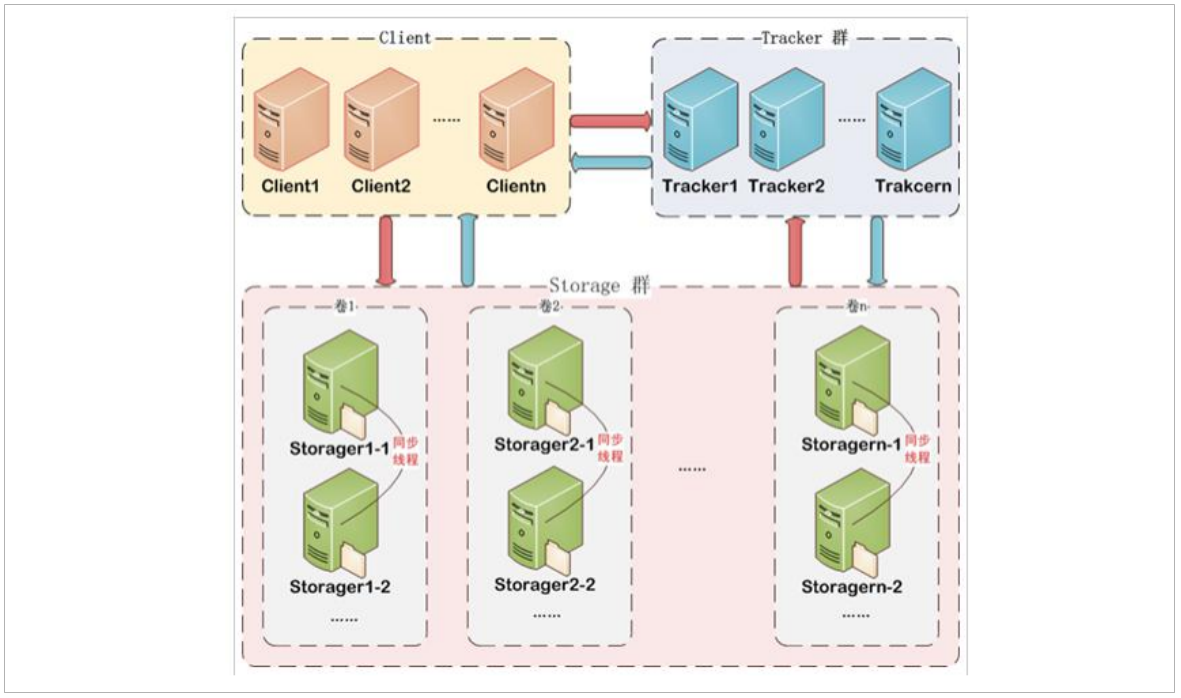 Client
Tracker 群
……
……
Client1
Client2
Clientn
Tracker1
Tracker2
Trakcern
Storage 群
卷1
卷2
卷n
Storager1-1
同步
线程
Storager2-1
同步
线程
Storagern-1
同步
线程
……
Storager1-2
Storager2-2
Storagern-2
……
……
……